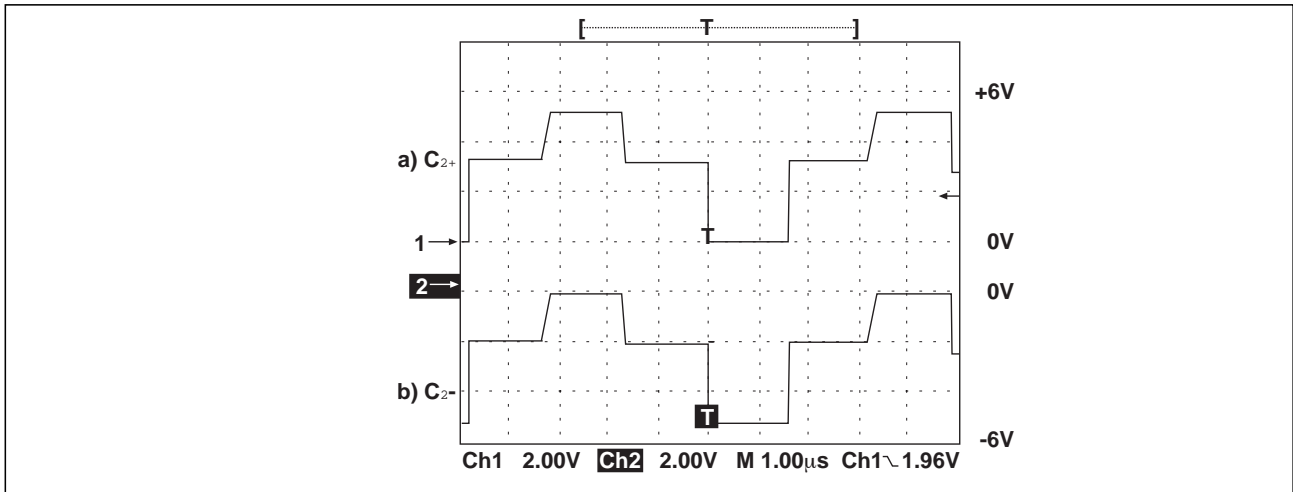 [ T ]
+6V
a) C2+
T
1 0V
2 0V
b) C2-
T
-6V
Ch1 2.00V Ch2 2.00V M 1.00µs Ch1 1.96V